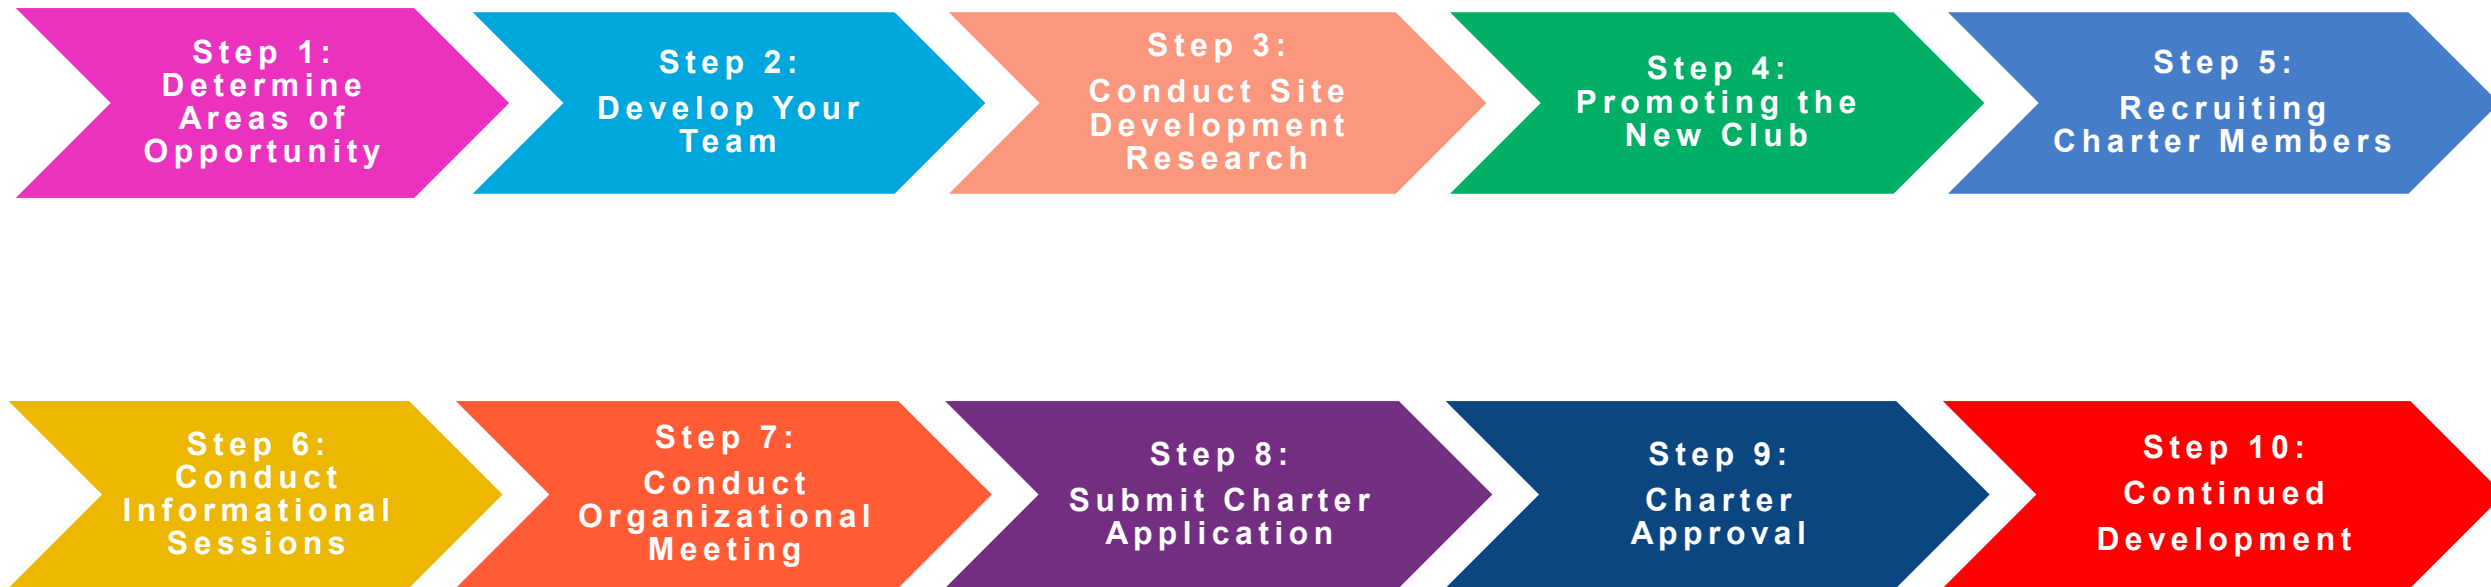 Step 1:
Determine
Areas of
Opportunity
Step 2:
Develop Your
Team
Step 3:
Conduct Site
Development
Research
Step 4:
Promoting the
New Club
Step 5:
Recruiting
Charter Members
Step 6:
Conduct
Informational
Sessions
Step 7:
Conduct
Organizational
Meeting
Step 8:
Submit Charter
Application
Step 9:
Charter
Approval
Step 10:
Continued
Development